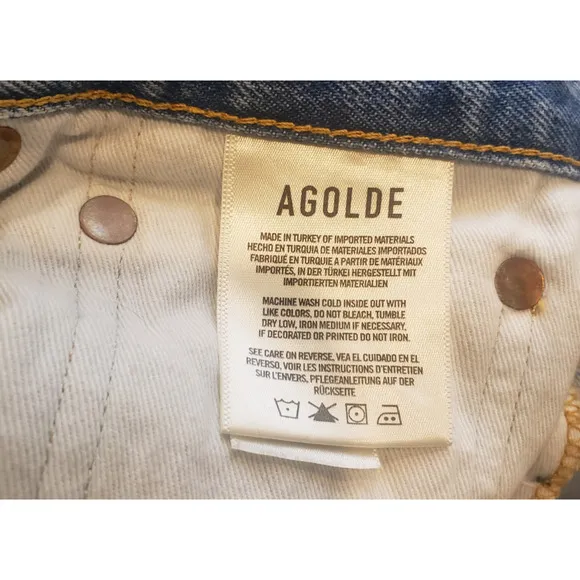 AGOLDE
MADE IN TURKEY OF IMPORTED MATERIALS
HECHO EN TURQUIA DE MATERIALES IMPORTADOS
FABRIQUÉ EN TURQUIE A PARTIR DE MATÉRIAUX
IMPORTÉS, IN DER TÜRKEI HERGESTELLT MIT
IMPORTIERTEN MATERIALIEN
MACHINE WASH COLD INSIDE OUT WITH
LIKE COLORS, DO NOT BLEACH, TUMBLE
DRY LOW, IRON MEDIUM IF NECESSARY,
IF DECORATED OR PRINTED DO NOT IRON.
SEE CARE ON REVERSE, VEA EL CUIDADO EN EL
REVERSO, VOIR LES INSTRUCTIONS D'ENTRETIEN
SUR L'ENVERS, PFLEGEANLEITUNG AUF DER
RÜCKSEITE